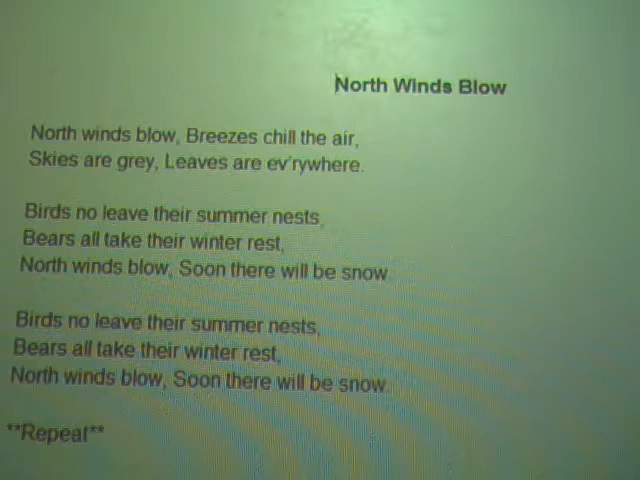 North Winds Blow
North winds blow, Breezes chill the air,
Skies are grey, Leaves are ev'rywhere.
Birds no leave their summer nests,
Bears all take their winter rest,
North winds blow, Soon there will be snow.
Birds no leave their summer nests,
Bears all take their winter rest,
North winds blow, Soon there will be snow.
**Repeat**